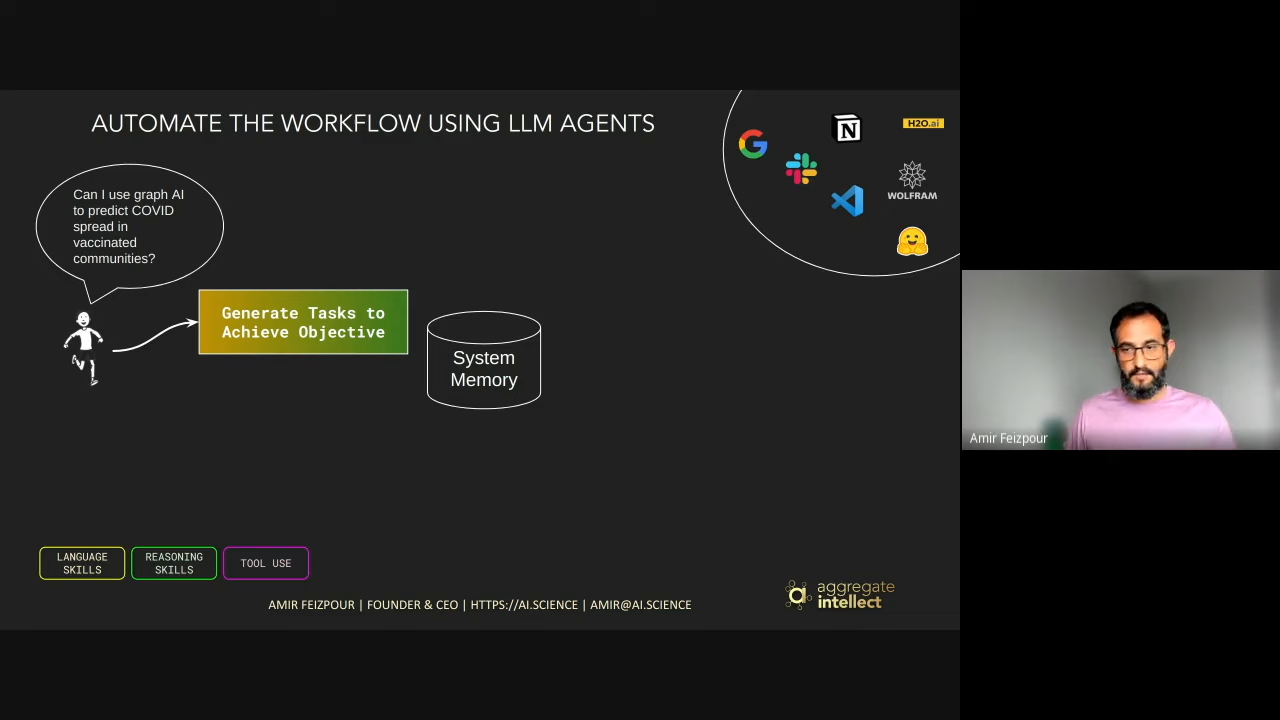 AUTOMATE THE WORKFLOW USING LLM AGENTS
N
H2O.ai
WOLFRAM
Can I use graph AI
to predict COVID
spread in
vaccinated
communities?
Generate Tasks to
Achieve Objective
System
Memory
Amir Feizpour
LANGUAGE
SKILLS
REASONING
SKILLS
TOOL USE
AMIR FEIZPOUR | FOUNDER & CEO | HTTPS://AI.SCIENCE | AMIR@AI.SCIENCE
aggregate
intellect